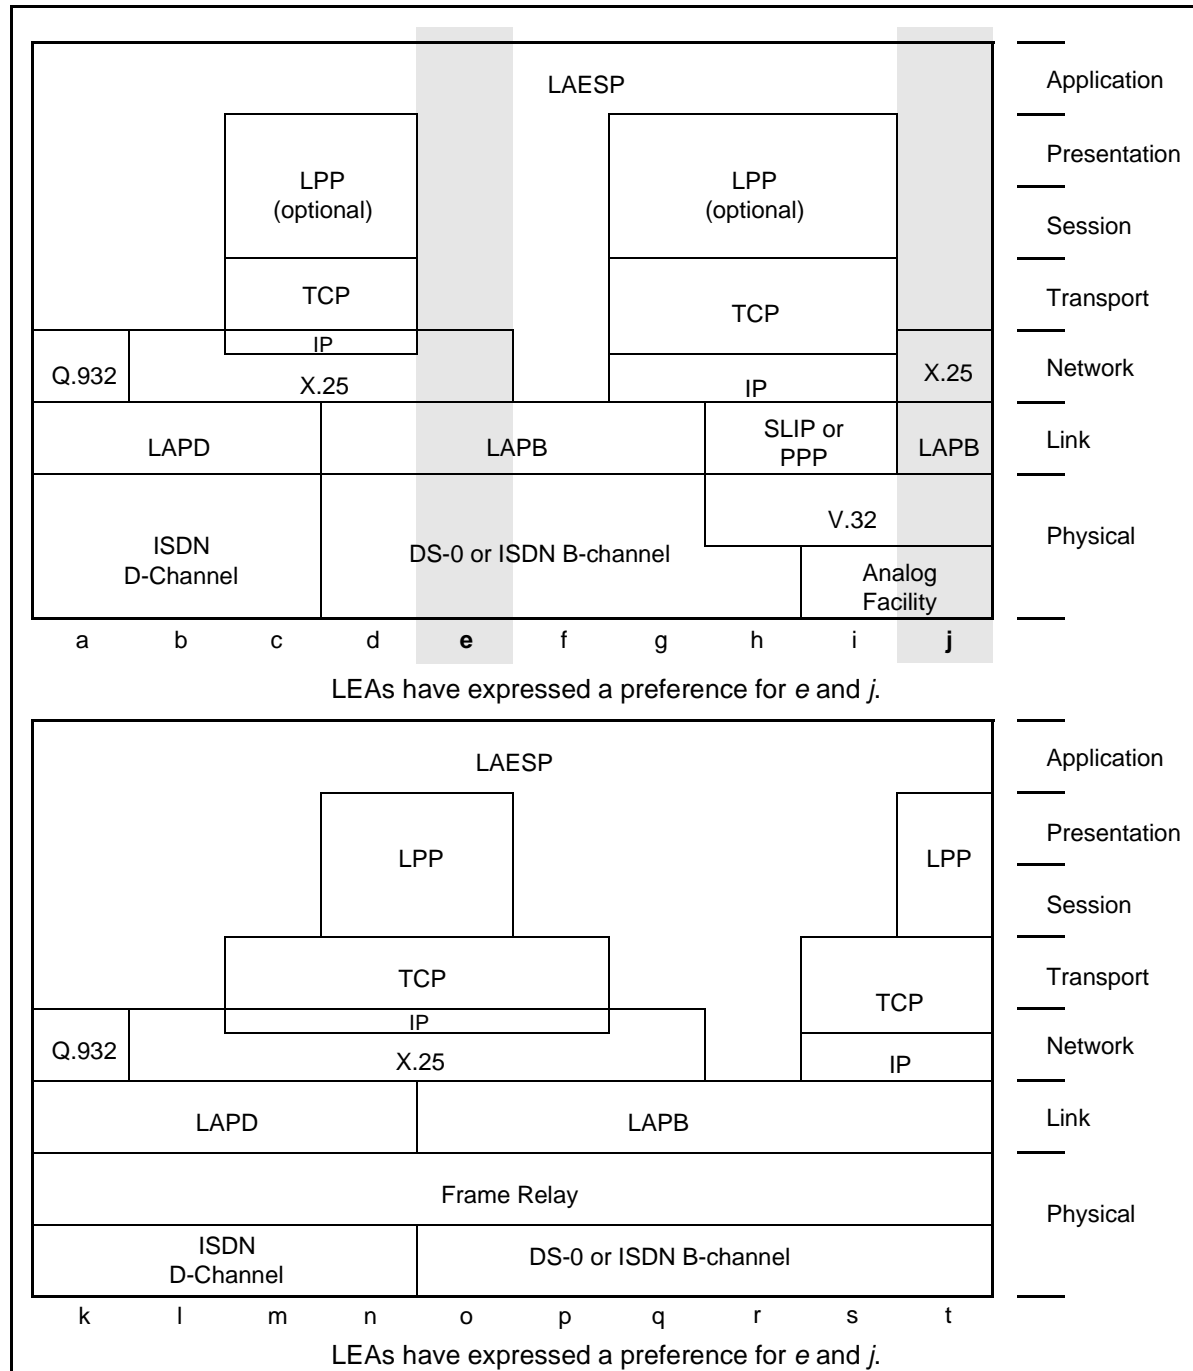 LAESP
Application
Presentation
LPP
(optional)
LPP
(optional)
Session
TCP
TCP
Transport
IP
Q.932
X.25
IP
X.25
Network
LAPD
LAPB
SLIP or
PPP
LAPB
Link
V.32
ISDN
D-Channel
DS-0 or ISDN B-channel
Physical
Analog
Facility
a b c d e f g h i j
LEAs have expressed a preference for e and j.
LAESP
Application
Presentation
LPP
LPP
Session
TCP
TCP
Transport
IP
Q.932
X.25
IP
Network
LAPD
LAPB
Link
Frame Relay
Physical
ISDN
D-Channel
DS-0 or ISDN B-channel
k l m n o p q r s t
LEAs have expressed a preference for e and j.